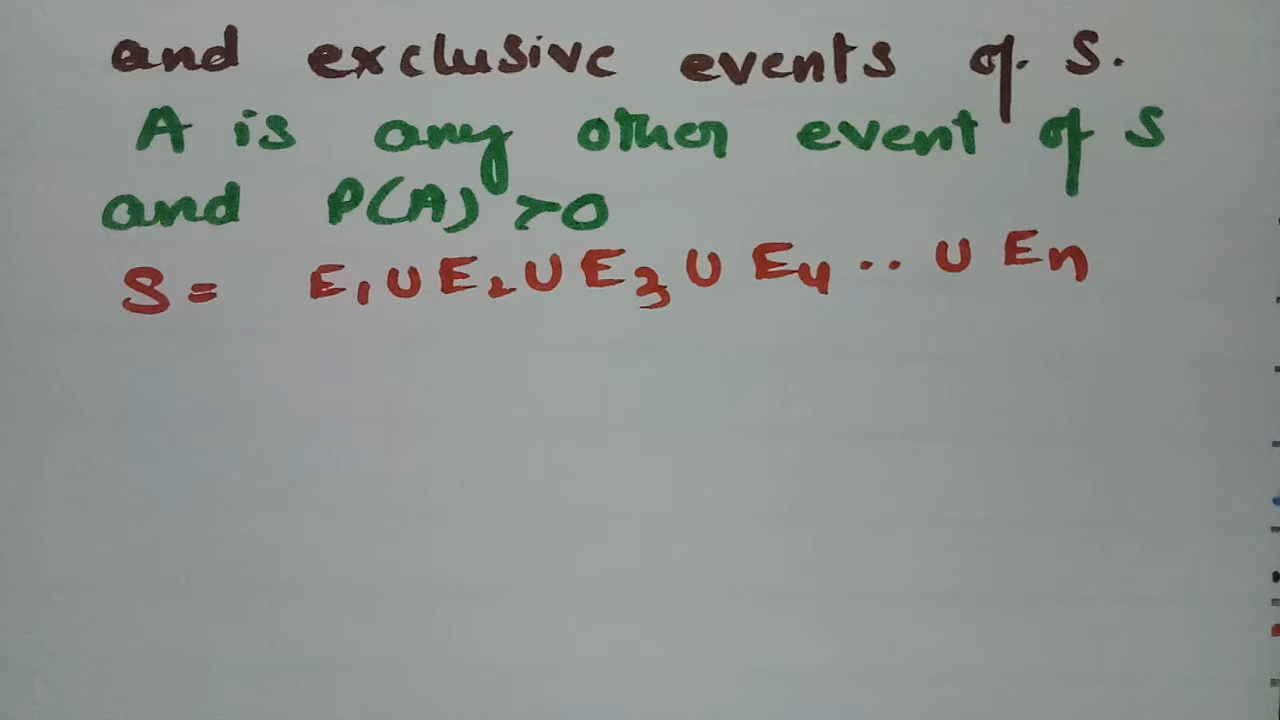 and exclusive events of S.
A is any other event of S
and P(A) >0
S = E₁ U E₂ U E₃ U E₄ .. U En